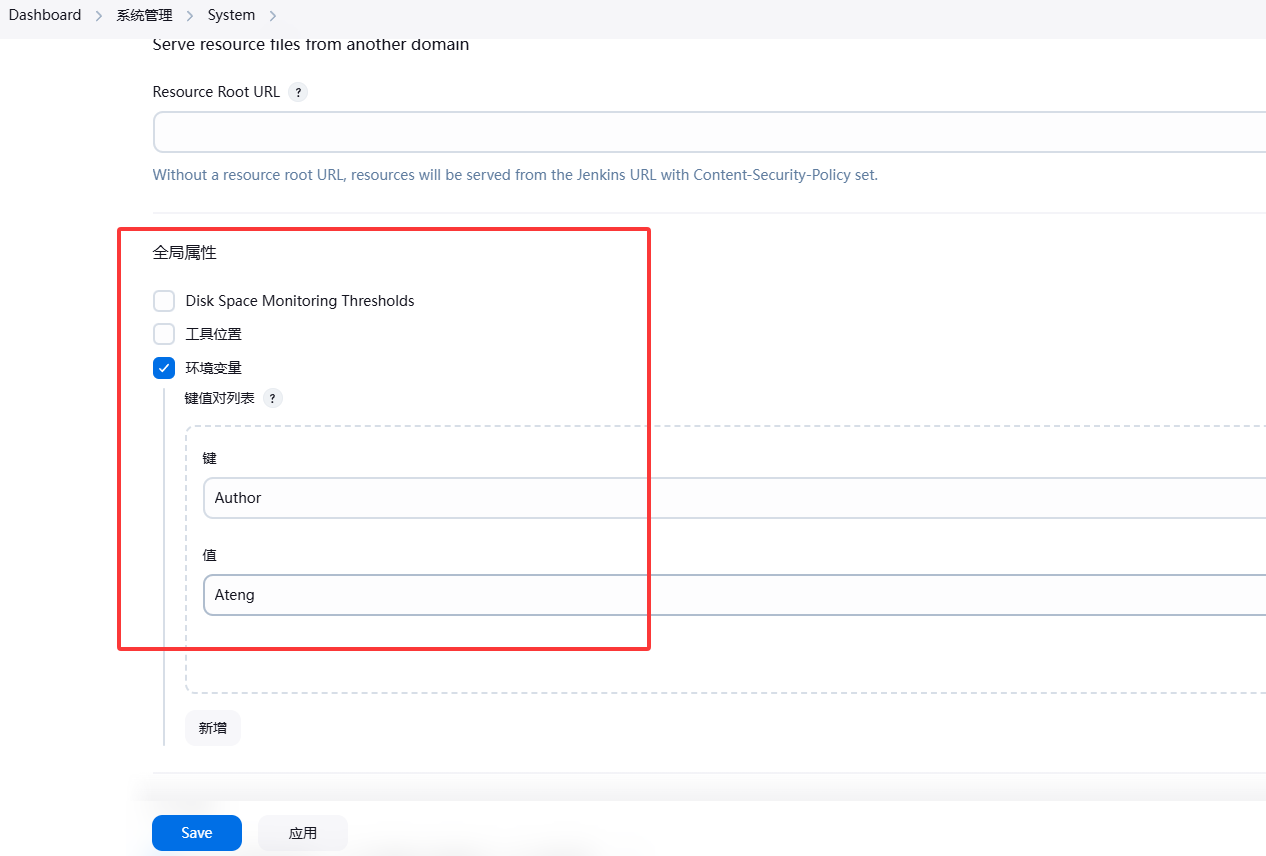 Dashboard > 系统管理 > System >
Serve resource files from another domain
Resource Root URL ?
Without a resource root URL, resources will be served from the Jenkins URL with Content-Security-Policy set.
全局属性
Disk Space Monitoring Thresholds
工具位置
环境变量
键值对列表 ?
键
Author
值
Ateng
新增
Save 应用